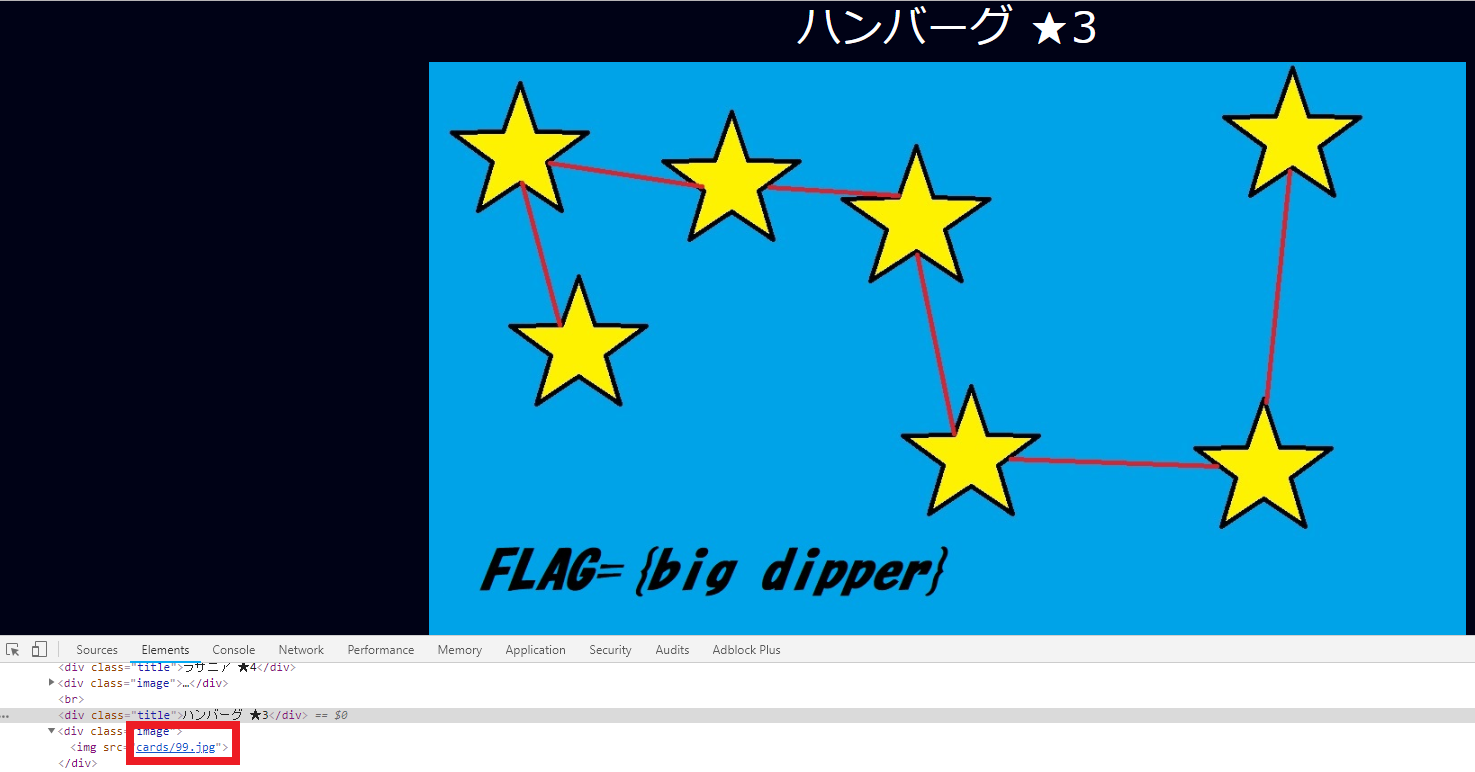 ハンバーグ ★3
FLAG= {big dipper}
Sources Elements Console Network Performance Memory Application Security Audits Adblock Plus
<div class="title">ラザニア ★4</div>
<div class="image">…</div>
<br>
… <div class="title">ハンバーグ ★3</div> == $0
<div class="image">
<img src="cards/99.jpg">
</div>